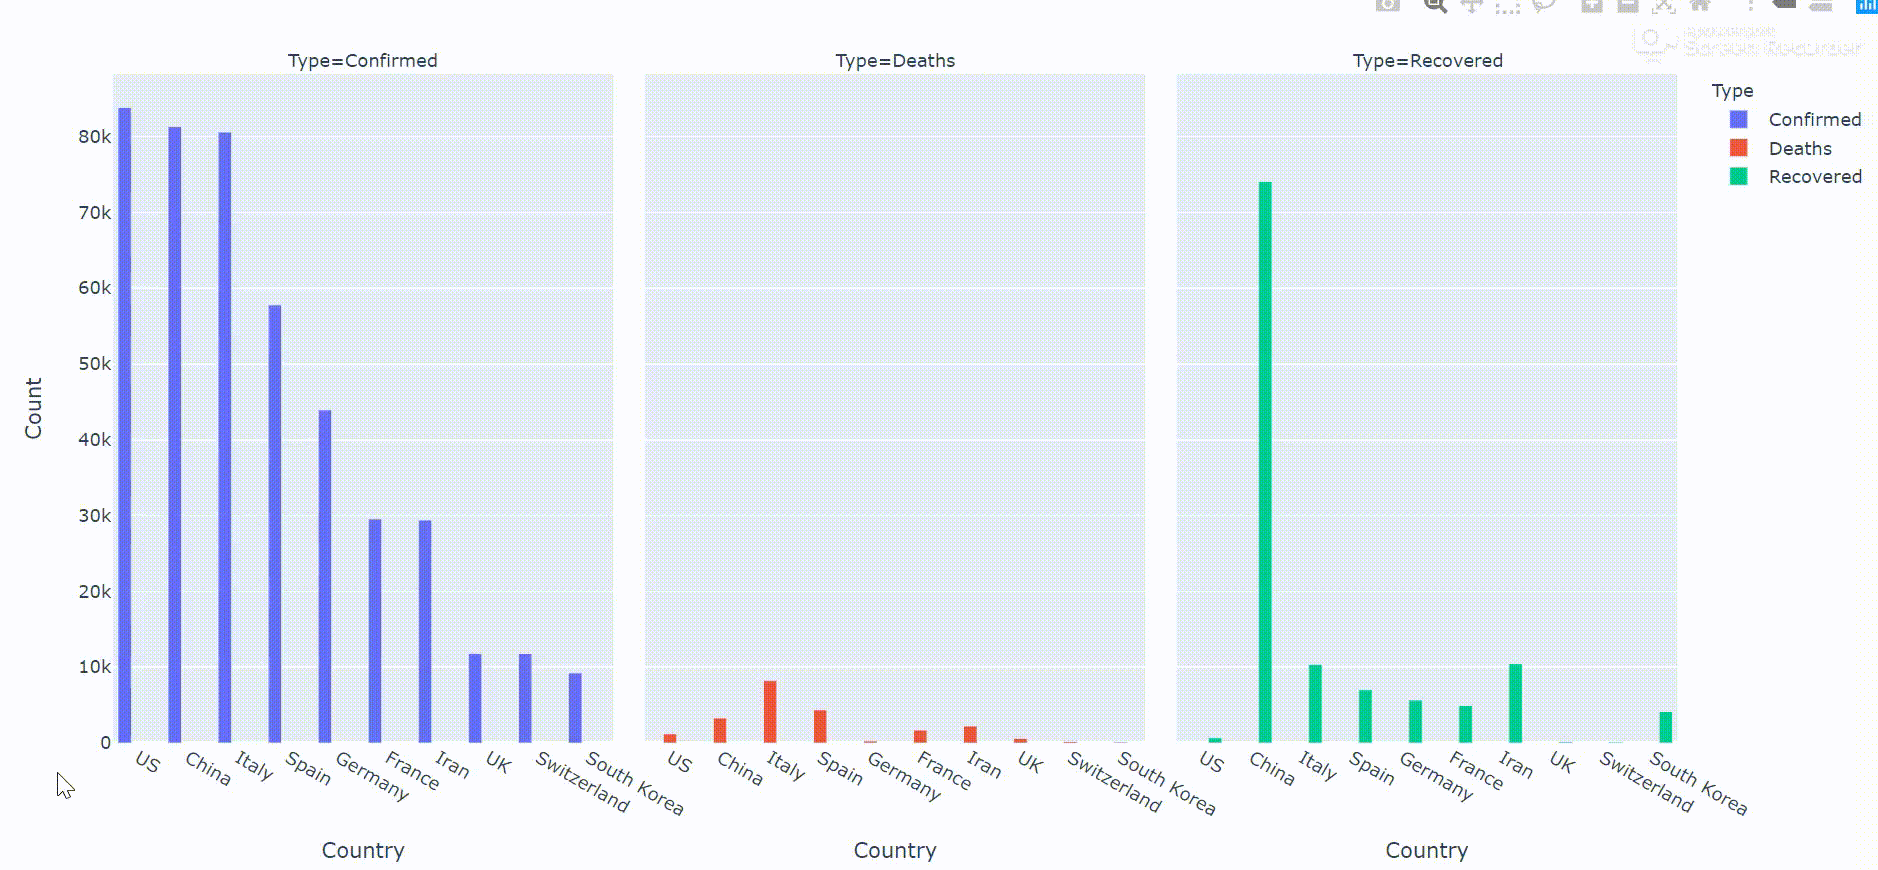 Screen Recorder
Type=Confirmed
Type=Deaths
Type=Recovered
Type
Confirmed
Deaths
Recovered
Count
80k
70k
60k
50k
40k
30k
20k
10k
0
US
China
Italy
Spain
Germany
France
Iran
UK
Switzerland
South Korea
US
China
Italy
Spain
Germany
France
Iran
UK
Switzerland
South Korea
US
China
Italy
Spain
Germany
France
Iran
UK
Switzerland
South Korea
Country
Country
Country